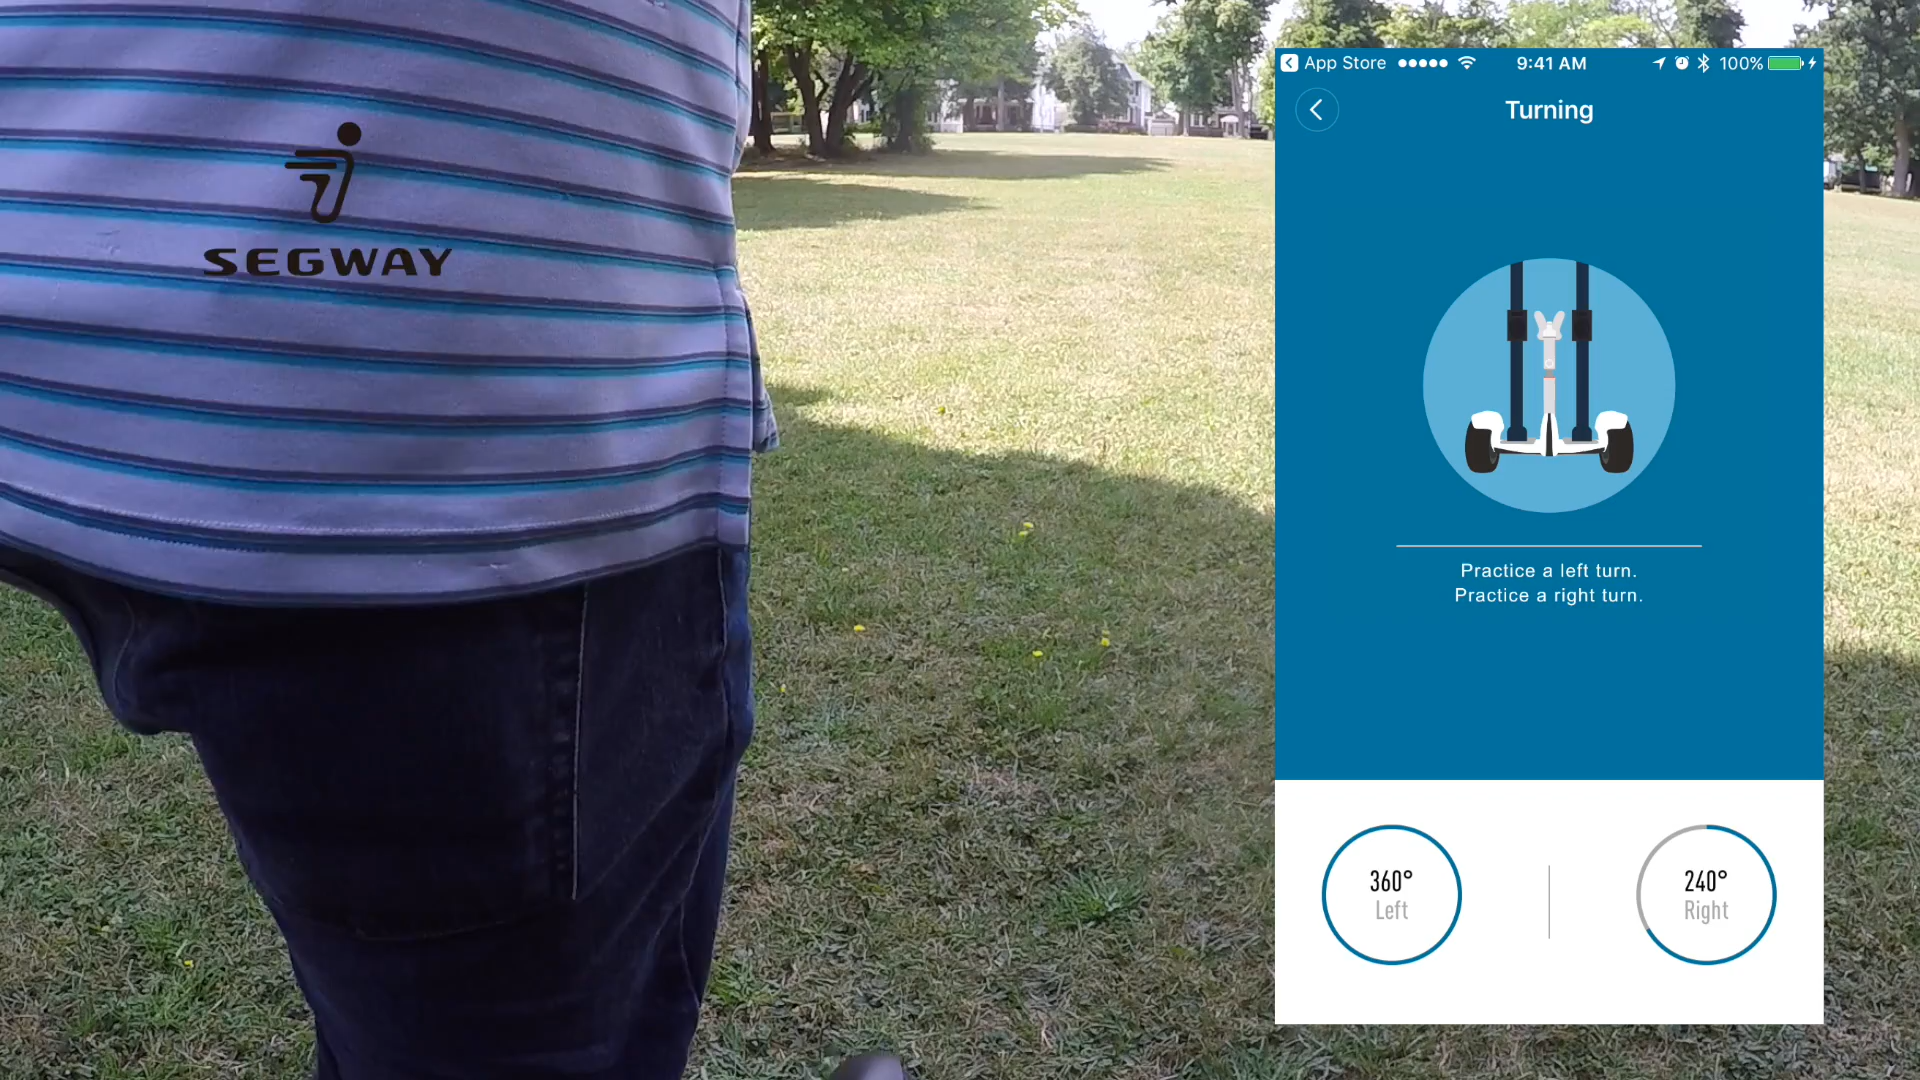 SEGWAY
App Store
9:41 AM
100%
Turning
Practice a left turn.
Practice a right turn.
360°
Left
240°
Right